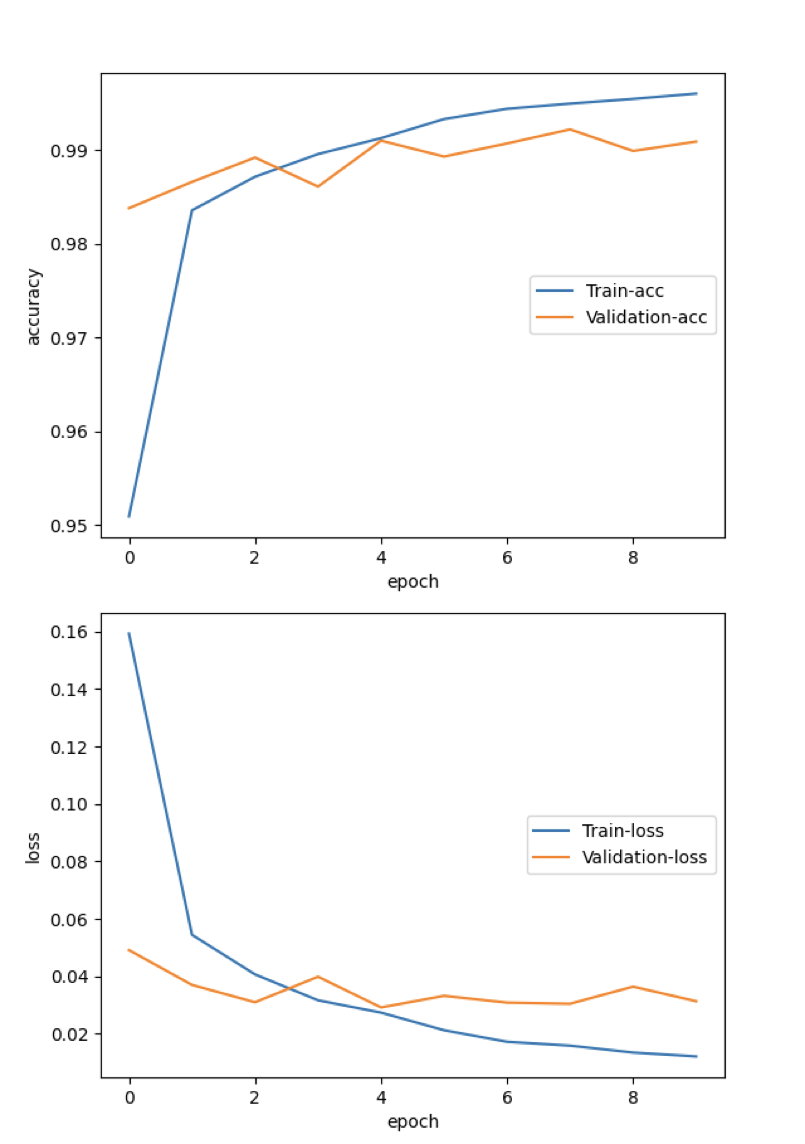 0.99
0.98
0.97
0.96
0.95
accuracy
Train-acc
Validation-acc
0 2 4 6 8
epoch
0.16
0.14
0.12
0.10
0.08
0.06
0.04
0.02
loss
Train-loss
Validation-loss
0 2 4 6 8
epoch